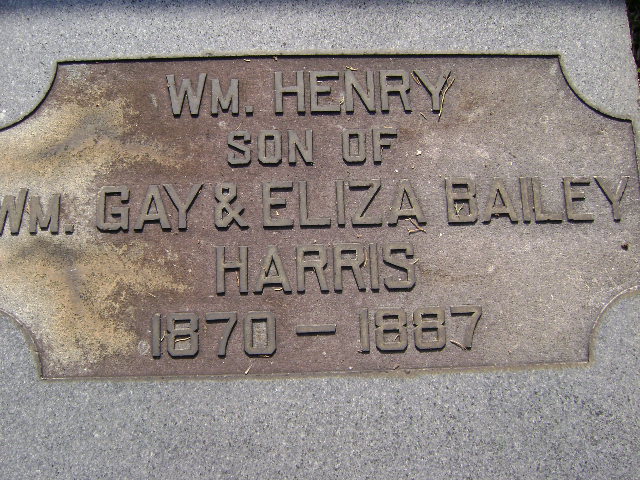 WM. HENRY
SON OF
WM. GAY & ELIZA BAILEY
HARRIS
1870 – 1887